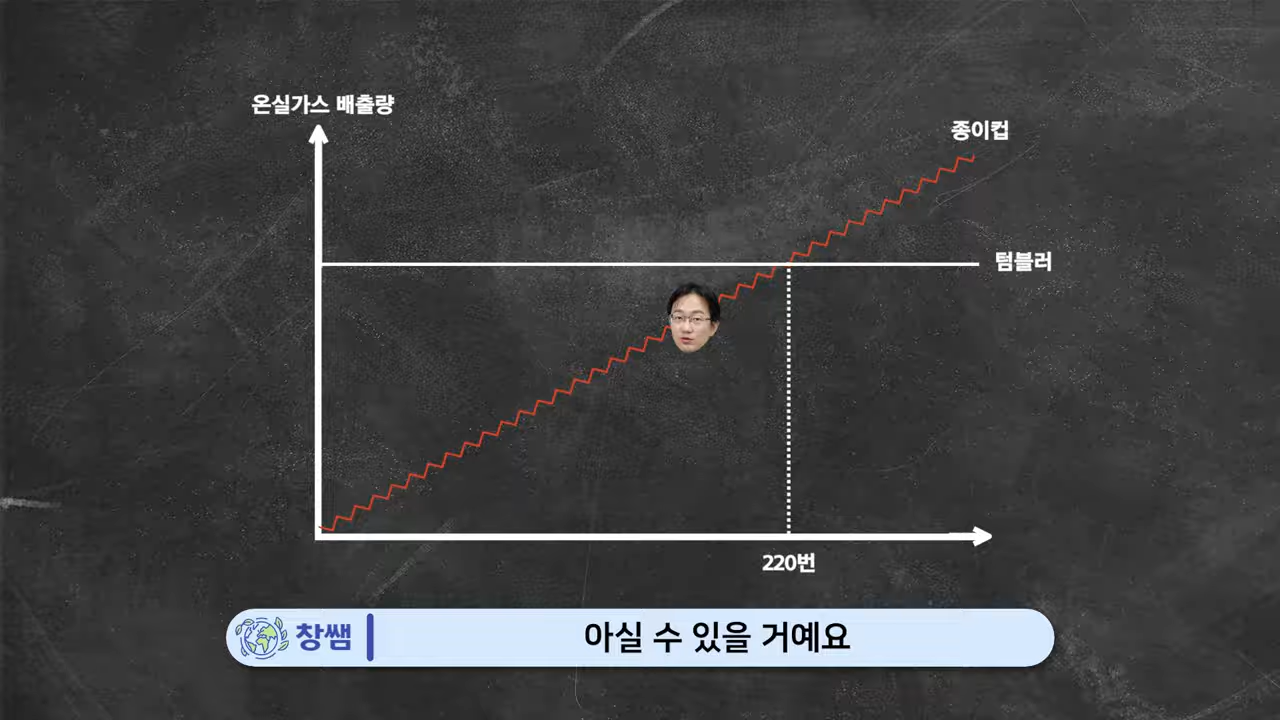 온실가스 배출량
종이컵
텀블러
220번
창쌤
아실 수 있을 거예요